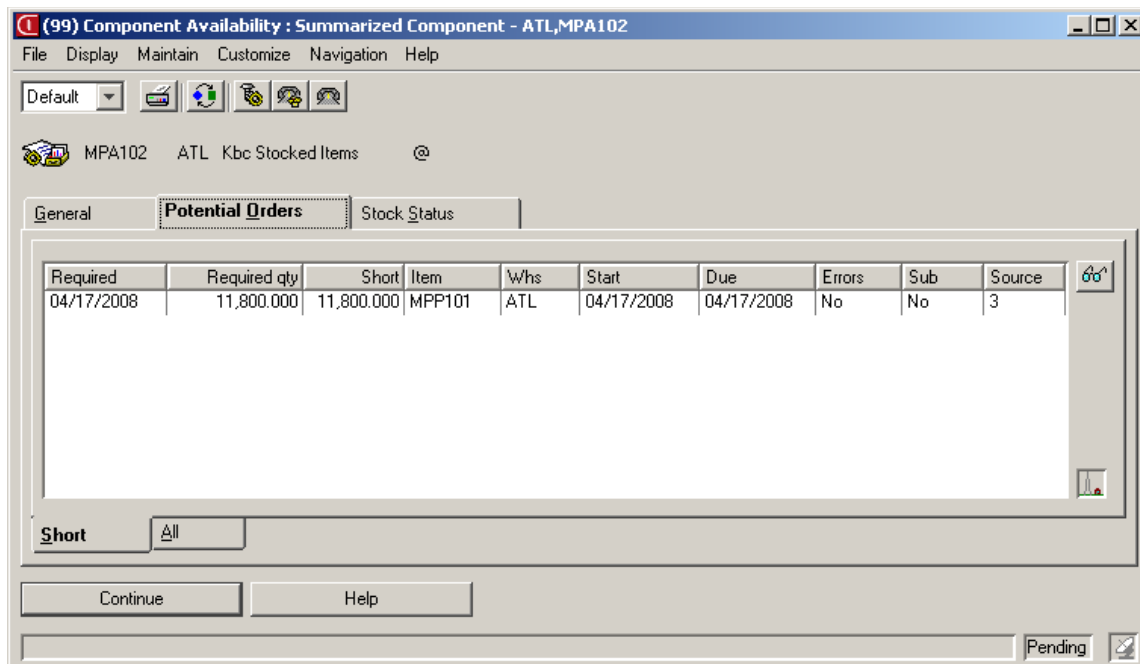 (99) Component Availability : Summarized Component - ATL,MPA102
File Display Maintain Customize Navigation Help
Default
MPA102 ATL Kbc Stocked Items @
General Potential Orders Stock Status
Required Required qty Short Item Whs Start Due Errors Sub Source
04/17/2008 11,800.000 11,800.000 MPP101 ATL 04/17/2008 04/17/2008 No No 3
Short All
Continue Help
Pending